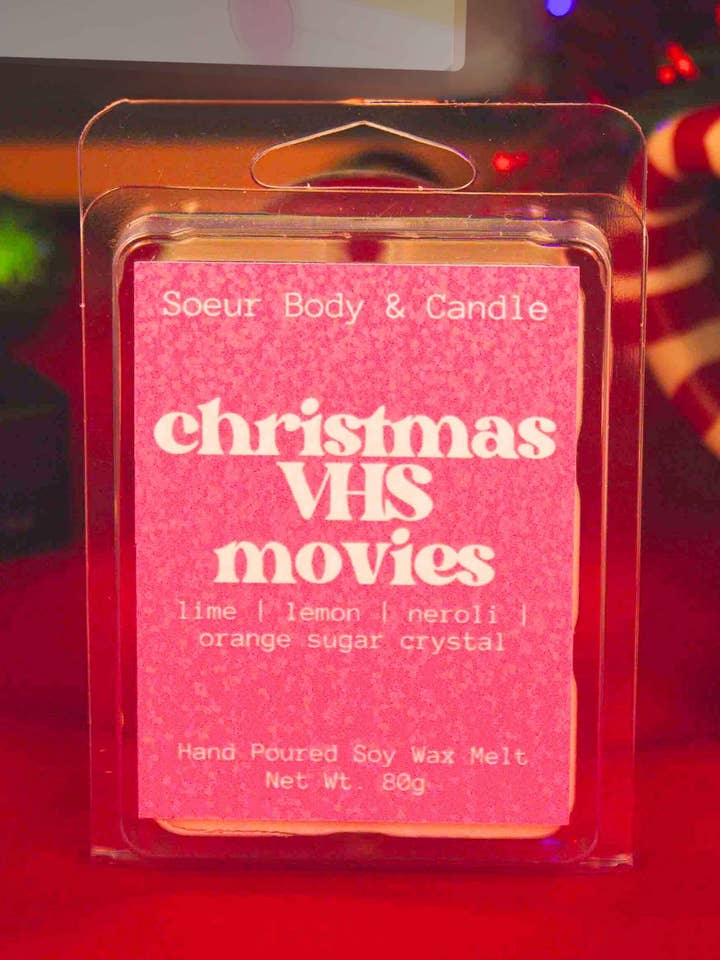 Soeur Body & Candle
christmas
VHS
movies
lime | lemon | neroli |
orange sugar crystal
Hand Poured Soy Wax Melt
Net Wt. 80g